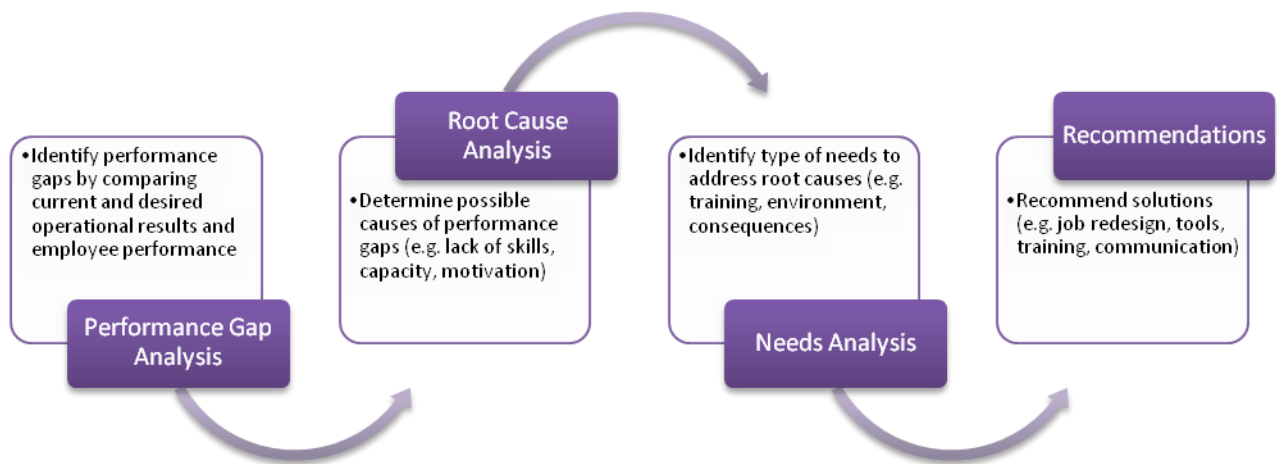 •Identify performance
gaps by comparing
current and desired
operational results and
employee performance
Performance Gap
Analysis
Root Cause
Analysis
•Determine possible
causes of performance
gaps (e.g. lack of skills,
capacity, motivation)
•Identify type of needs to
address root causes (e.g.
training, environment,
consequences)
Needs Analysis
Recommendations
•Recommend solutions
(e.g. job redesign, tools,
training, communication)